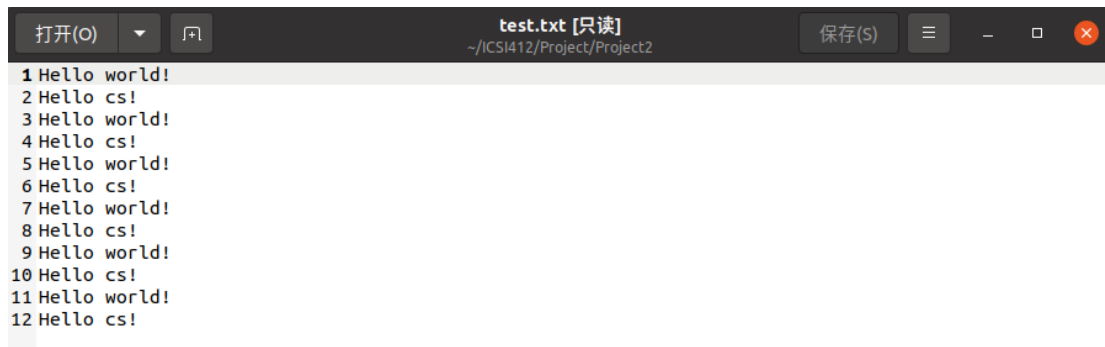 打开(O)
test.txt [只读]
~/ICSI412/Project/Project2
保存(S)
1 Hello world!
2 Hello cs!
3 Hello world!
4 Hello cs!
5 Hello world!
6 Hello cs!
7 Hello world!
8 Hello cs!
9 Hello world!
10 Hello cs!
11 Hello world!
12 Hello cs!